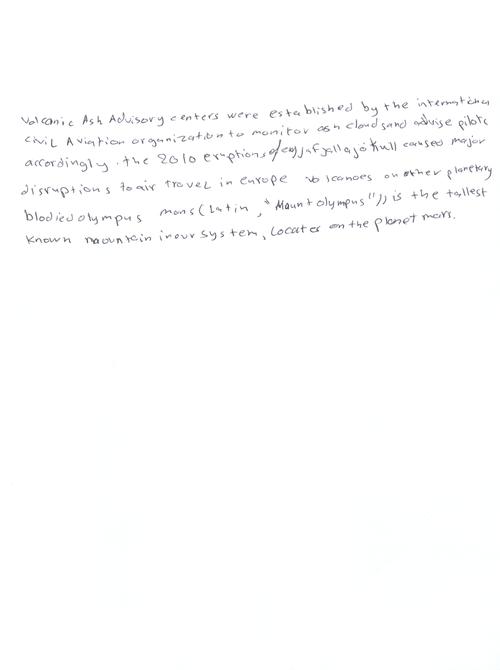 Volcanic Ash Advisory centers were established by the internationa
civil Aviation organization to monitor ash clouds and advise pilots
accordingly. the 2010 eruptions of eyjafjallajökull caused major
disruptions to air travel in europe volcanoes on other planetary
blodied olympus mons (Latin, "Mount olympus"), is the tallest
known mountain in our system, Locates on the planet mars.